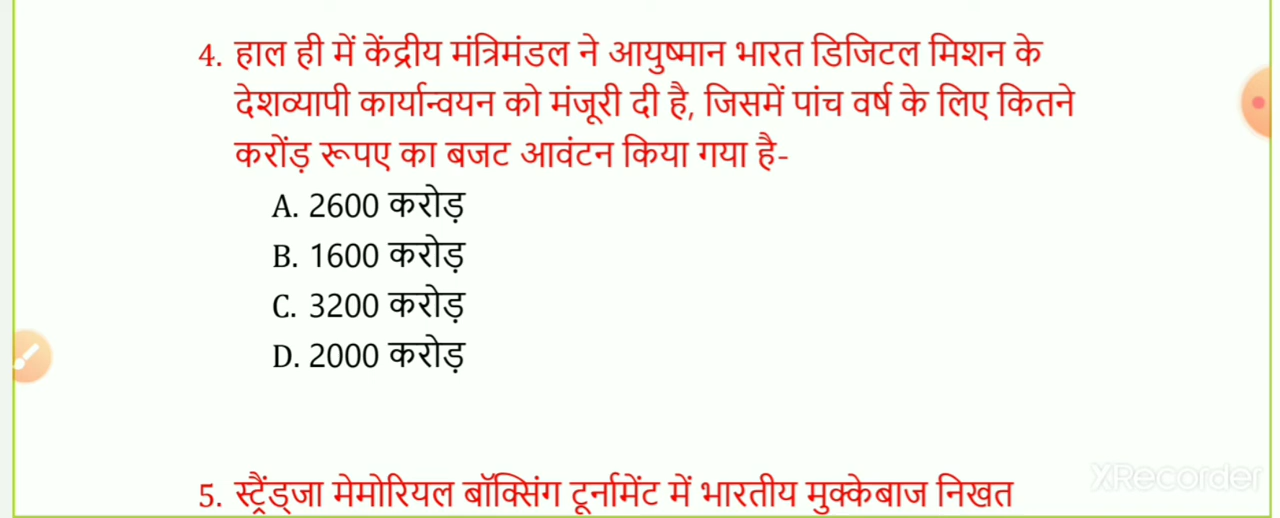 4. हाल ही में केंद्रीय मंत्रिमंडल ने आयुष्मान भारत डिजिटल मिशन के
देशव्यापी कार्यान्वयन को मंजूरी दी है, जिसमें पांच वर्ष के लिए कितने
करोंड़ रूपए का बजट आवंटन किया गया है-
A. 2600 करोड़
B. 1600 करोड़
C. 3200 करोड़
D. 2000 करोड़
5. स्ट्रैंड्जा मेमोरियल बॉक्सिंग टूर्नामेंट में भारतीय मुक्केबाज निखत
XRecorder